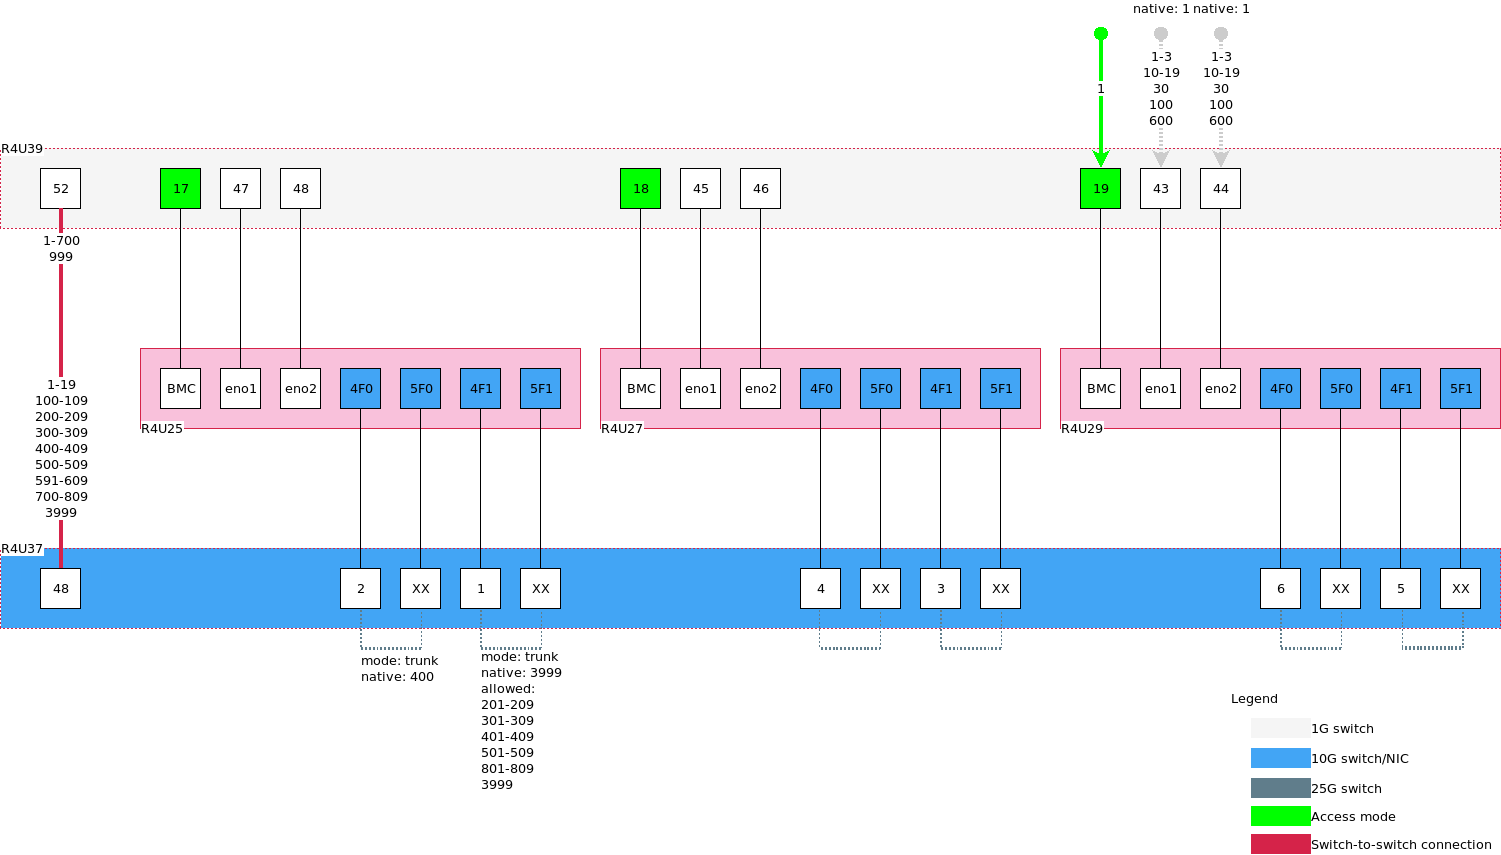 native: 1 native: 1
1-3
10-19
30
100
600
1-3
10-19
30
100
600
1
R4U39
52
17
47
48
18
45
46
19
43
44
1-700
999
1-19
100-109
200-209
300-309
400-409
500-509
591-609
700-809
3999
BMC
eno1
eno2
4F0
5F0
4F1
5F1
R4U25
BMC
eno1
eno2
4F0
5F0
4F1
5F1
R4U27
BMC
eno1
eno2
4F0
5F0
4F1
5F1
R4U29
R4U37
48
2
XX
1
XX
4
XX
3
XX
6
XX
5
XX
mode: trunk
native: 400
mode: trunk
native: 3999
allowed:
201-209
301-309
401-409
501-509
801-809
3999
Legend
1G switch
10G switch/NIC
25G switch
Access mode
Switch-to-switch connection